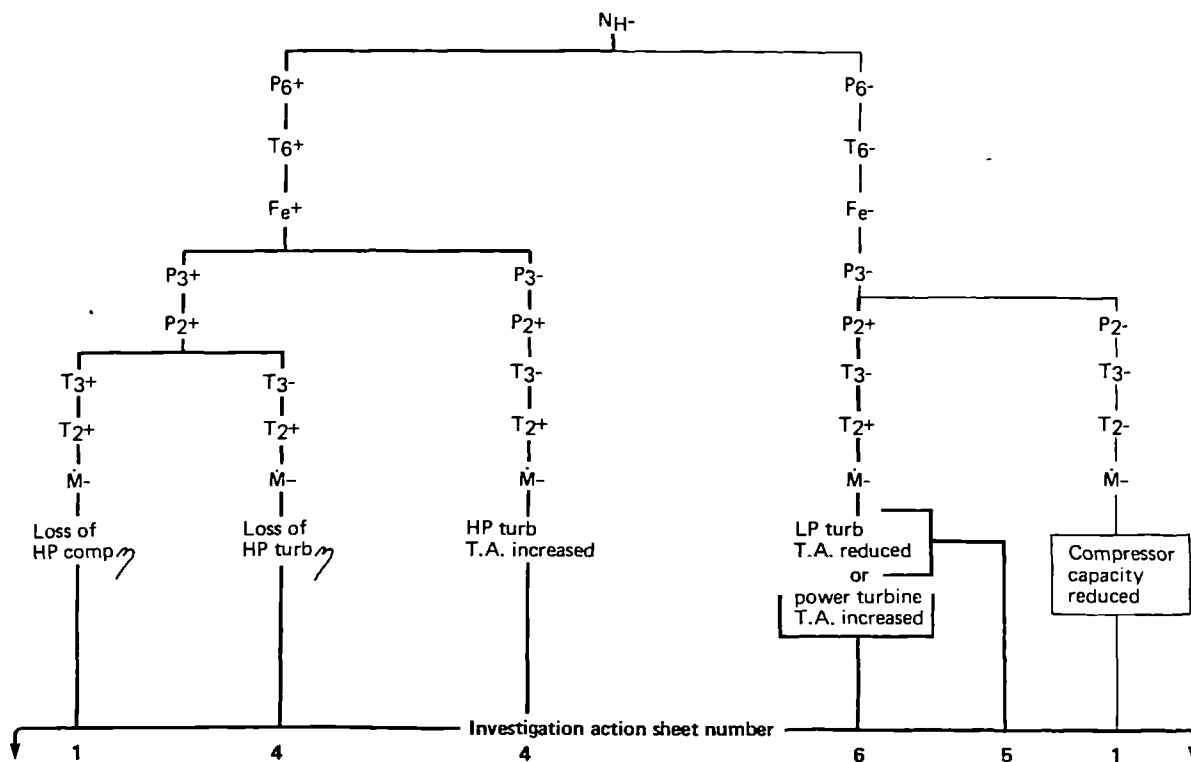 NH-
P6+ P6-
T6+ T6-
Fe+ Fe-
P3+ P3- P3-
P2+ P2+ P2+ P2-
T3+ T3- T3- T3- T3-
T2+ T2+ T2+ T2+ T2-
Ṁ- Ṁ- Ṁ- Ṁ- Ṁ-
Loss of
HP comp η
Loss of
HP turb η
HP turb
T.A. increased
LP turb
T.A. reduced
or
power turbine
T.A. increased
Compressor
capacity
reduced
Investigation action sheet number
1 4 4 6 5 1